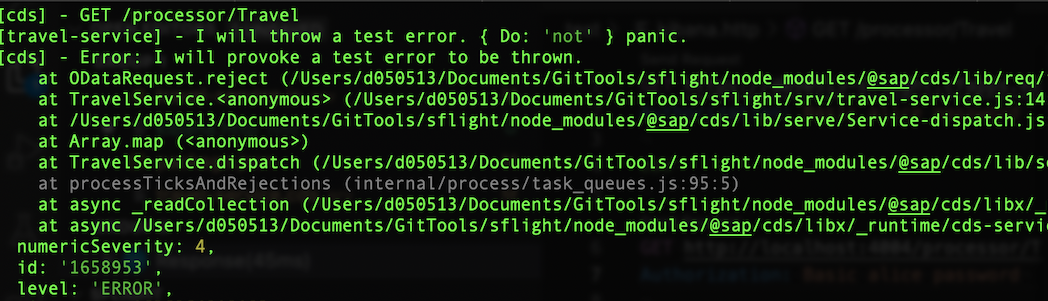 [cds] - GET /processor/Travel
[travel-service] - I will throw a test error. { Do: 'not' } panic.
[cds] - Error: I will provoke a test error to be thrown.
at ODataRequest.reject (/Users/d050513/Documents/GitTools/sflight/node_modules/@sap/cds/lib/req/
at TravelService.<anonymous> (/Users/d050513/Documents/GitTools/sflight/srv/travel-service.js:14
at /Users/d050513/Documents/GitTools/sflight/node_modules/@sap/cds/lib/serve/Service-dispatch.js
at Array.map (<anonymous>)
at TravelService.dispatch (/Users/d050513/Documents/GitTools/sflight/node_modules/@sap/cds/lib/se
at processTicksAndRejections (internal/process/task_queues.js:95:5)
at async _readCollection (/Users/d050513/Documents/GitTools/sflight/node_modules/@sap/cds/libx/_
at async /Users/d050513/Documents/GitTools/sflight/node_modules/@sap/cds/libx/_runtime/cds-servi
numericSeverity: 4,
id: '1658953',
level: 'ERROR',